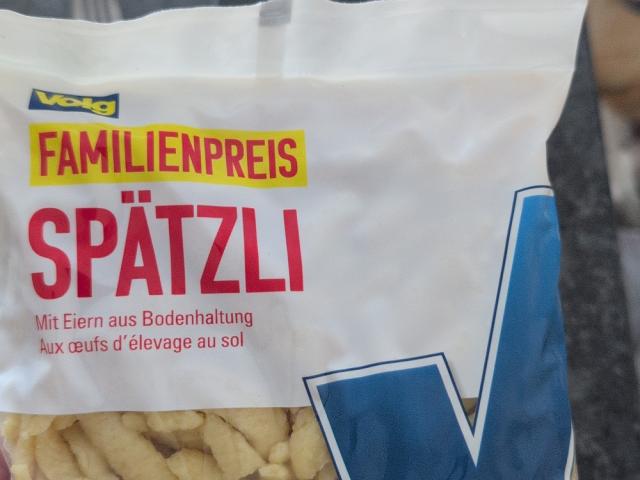 Volg
FAMILIENPREIS
SPÄTZLI
Mit Eiern aus Bodenhaltung
Aux œufs d'élevage au sol